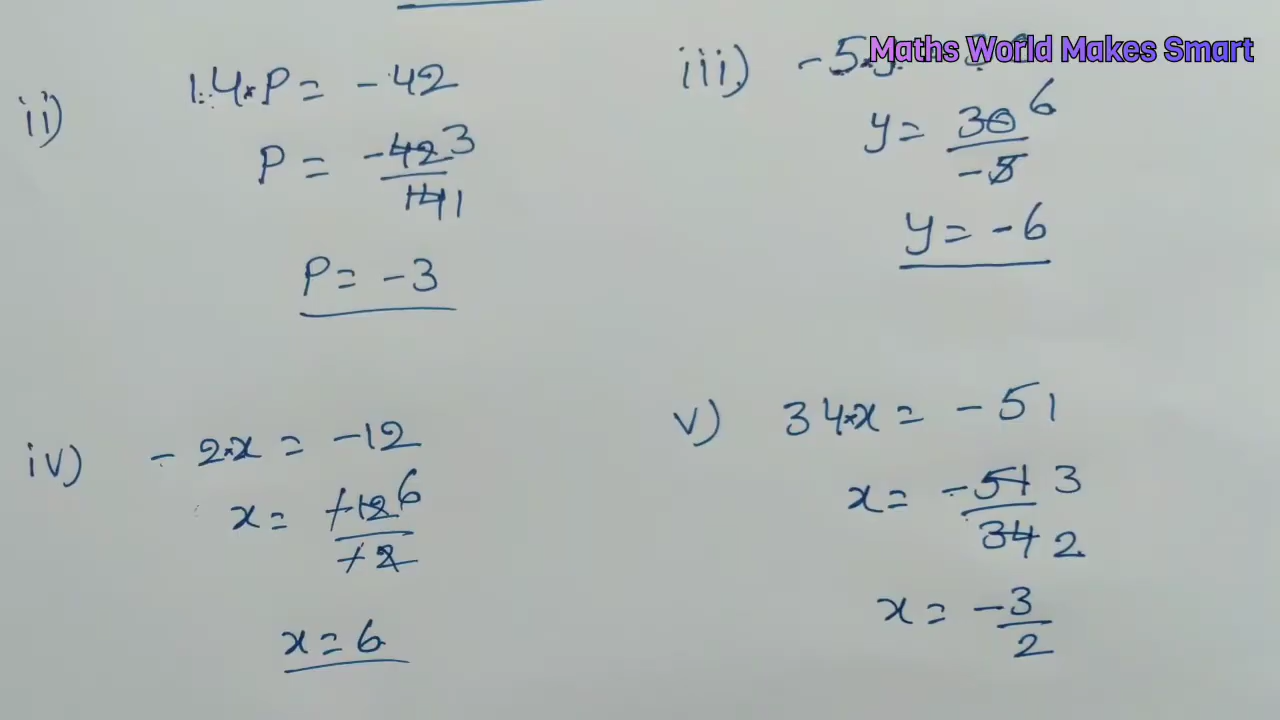 Maths World Makes Smart
ii) 14·P = -42
P = -42 3
14 1
P = -3
iii)
y = 30 6
-5
y = -6
iv) -2·x = -12
x = -12 6
-2
x = 6
v) 34·x = -51
x = -51 3
34 2
x = -3
2